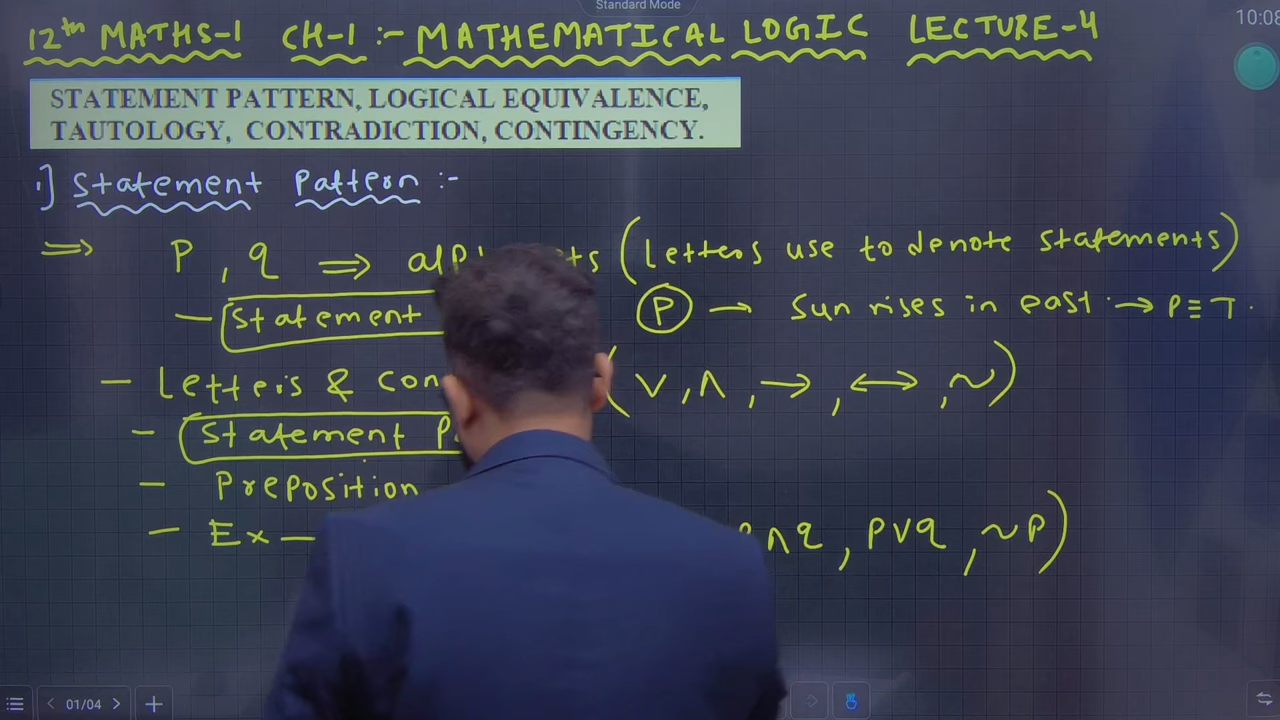 Standard Mode
10:08
12th MATHS-1 CH-1 :- MATHEMATICAL LOGIC LECTURE-4
STATEMENT PATTERN, LOGICAL EQUIVALENCE,
TAUTOLOGY, CONTRADICTION, CONTINGENCY.
1] Statement Pattern :-
⇒ P , q ⇒ (letters use to denote statements)
— Statement P → Sun rises in east → P ≡ T.
— Letters & (∨, ∧, →, ↔, ~)
— Statement
— Preposition
— Ex — ∧q, P∨q, ~P)
01/04